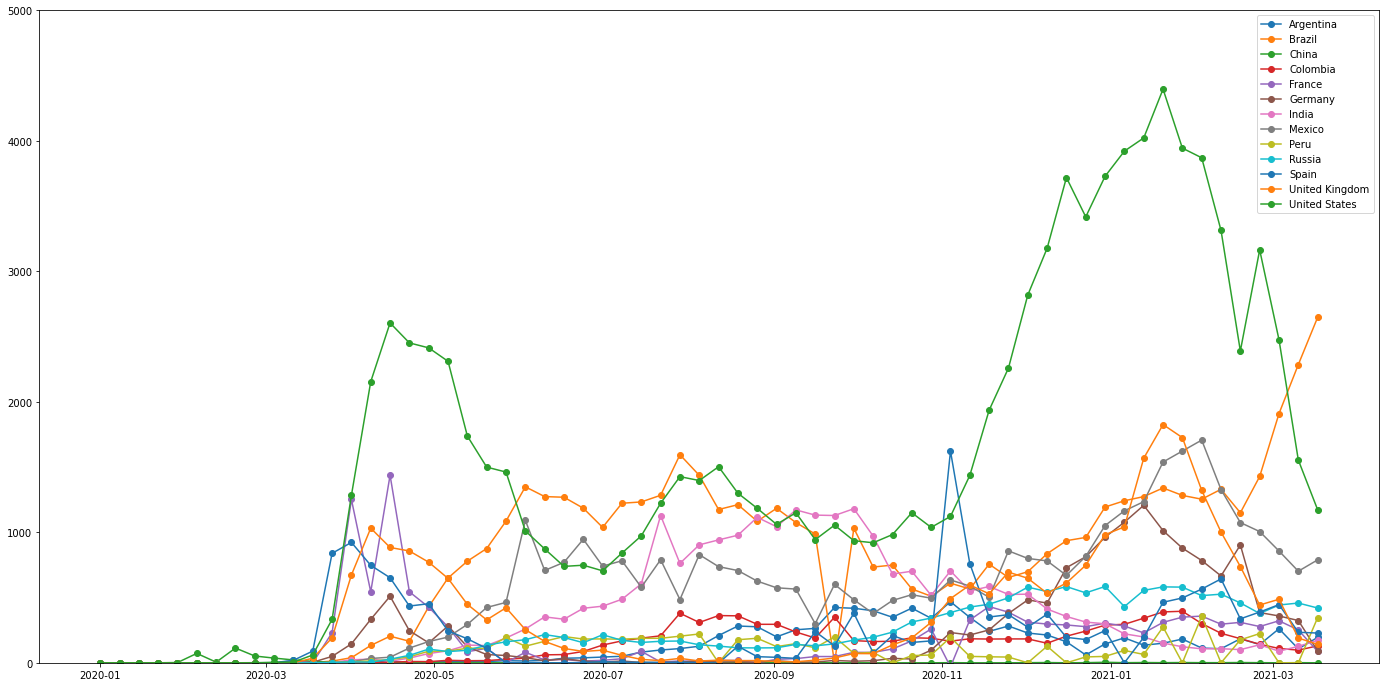 5000
4000
3000
2000
1000
0
2020-01 2020-03 2020-05 2020-07 2020-09 2020-11 2021-01 2021-03
Argentina
Brazil
China
Colombia
France
Germany
India
Mexico
Peru
Russia
Spain
United Kingdom
United States